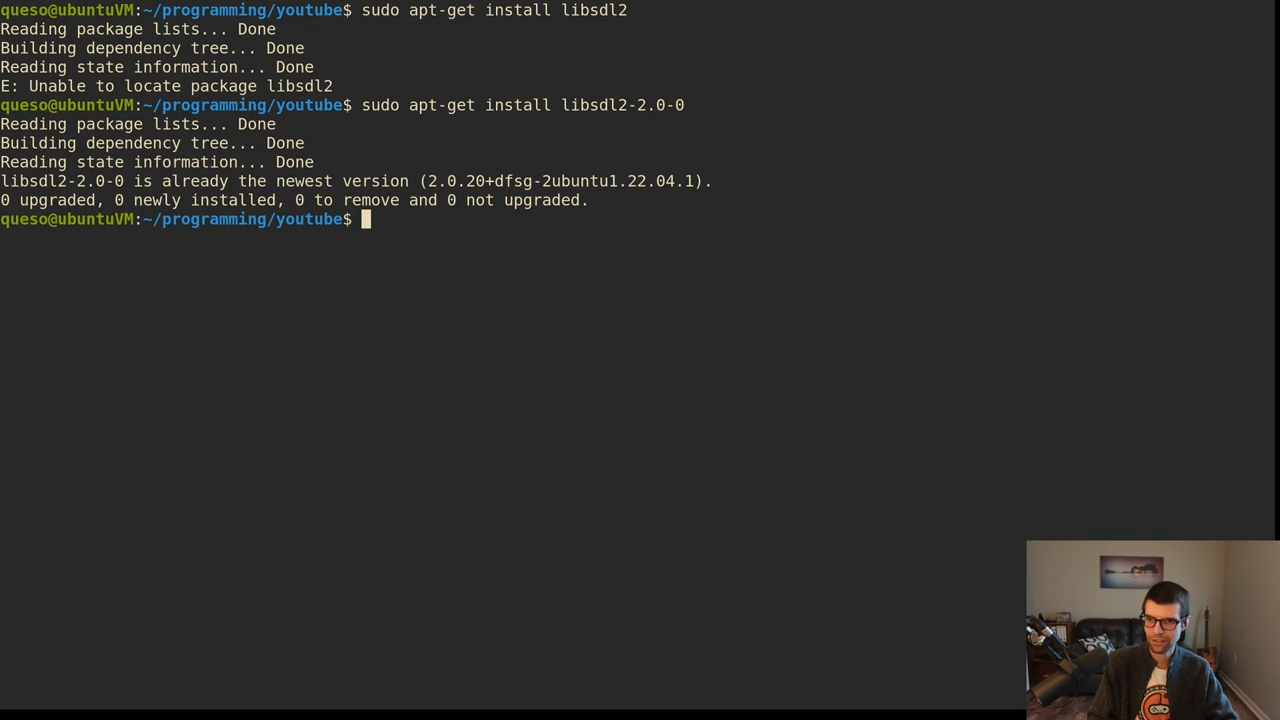 queso@ubuntuVM:~/programming/youtube$ sudo apt-get install libsdl2
Reading package lists... Done
Building dependency tree... Done
Reading state information... Done
E: Unable to locate package libsdl2
queso@ubuntuVM:~/programming/youtube$ sudo apt-get install libsdl2-2.0-0
Reading package lists... Done
Building dependency tree... Done
Reading state information... Done
libsdl2-2.0-0 is already the newest version (2.0.20+dfsg-2ubuntu1.22.04.1).
0 upgraded, 0 newly installed, 0 to remove and 0 not upgraded.
queso@ubuntuVM:~/programming/youtube$